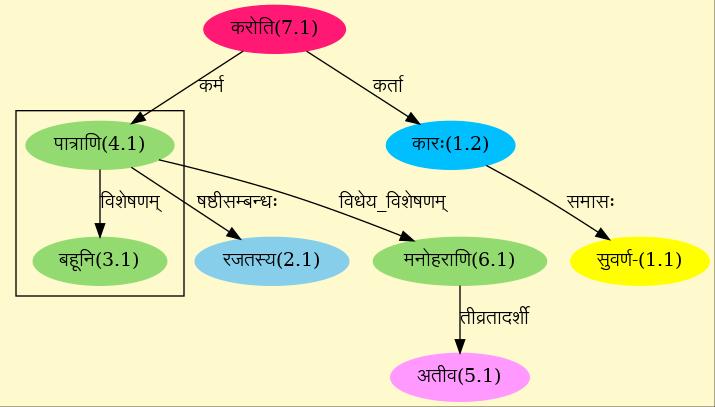 करोति(7.1)
कर्म
कर्ता
पात्राणि(4.1)
कारः(1.2)
विशेषणम्
षष्ठीसम्बन्धः
विधेय_विशेषणम्
समासः
बहूनि(3.1)
रजतस्य(2.1)
मनोहराणि(6.1)
सुवर्ण-(1.1)
तीव्रतादर्शी
अतीव(5.1)